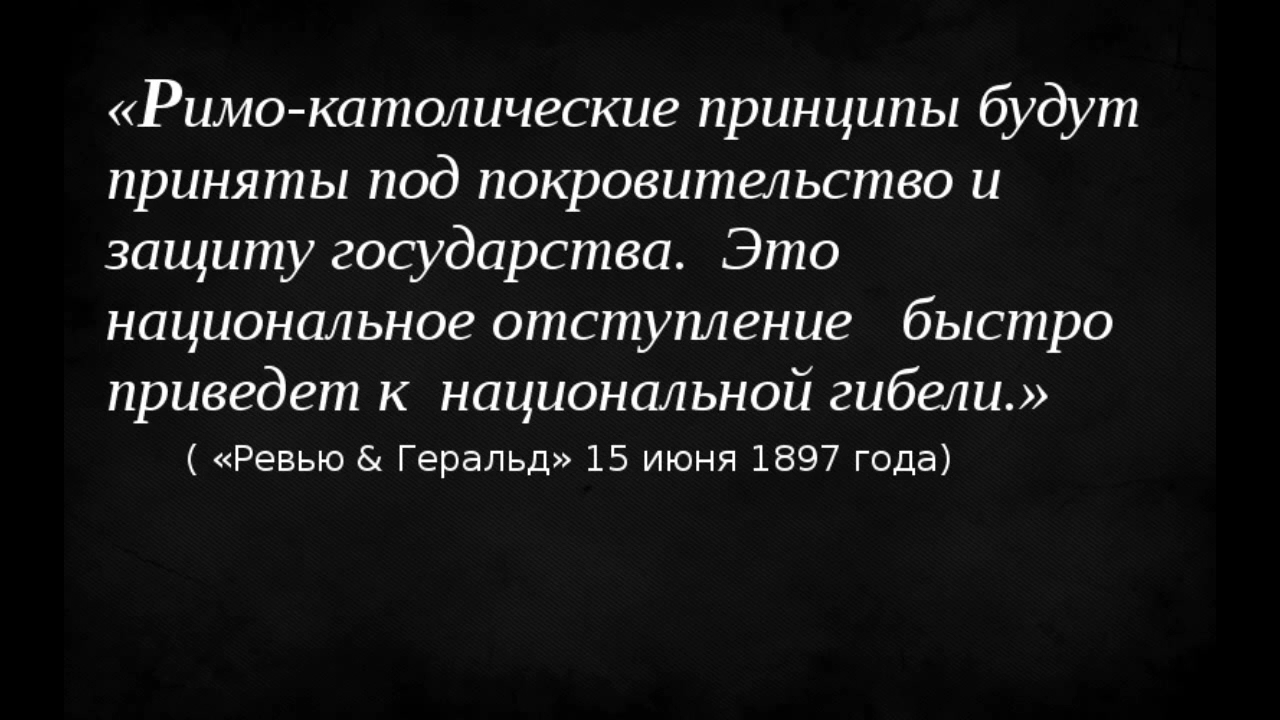 «Римо-католические принципы будут
приняты под покровительство и
защиту государства.  Это
национальное отступление   быстро
приведет к  национальной гибели.»
( «Ревью & Геральд» 15 июня 1897 года)